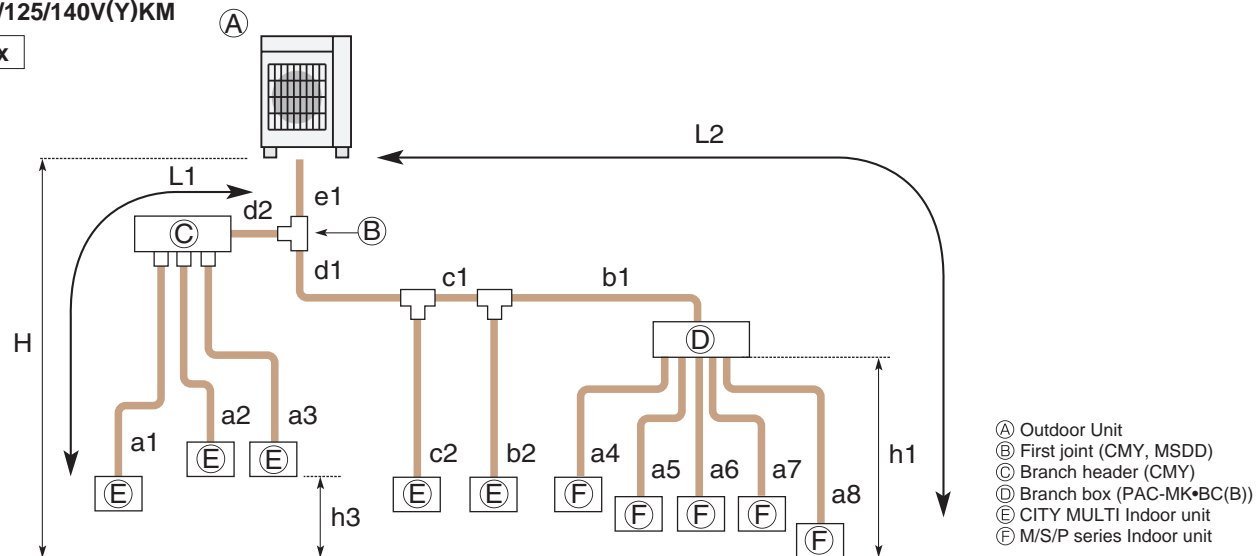 /125/140V(Y)KM
x
Ⓐ
L2
L1
e1
d2
Ⓒ
Ⓑ
d1
c1
b1
H
Ⓓ
a1
a2
a3
c2
b2
a4
a5
a6
a7
a8
h1
Ⓔ
Ⓔ
Ⓔ
Ⓔ
Ⓔ
Ⓕ
Ⓕ
Ⓕ
Ⓕ
Ⓕ
h3
Ⓐ Outdoor Unit
Ⓑ First joint (CMY, MSDD)
Ⓒ Branch header (CMY)
Ⓓ Branch box (PAC-MK•BC(B))
Ⓔ CITY MULTI Indoor unit
Ⓕ M/S/P series Indoor unit